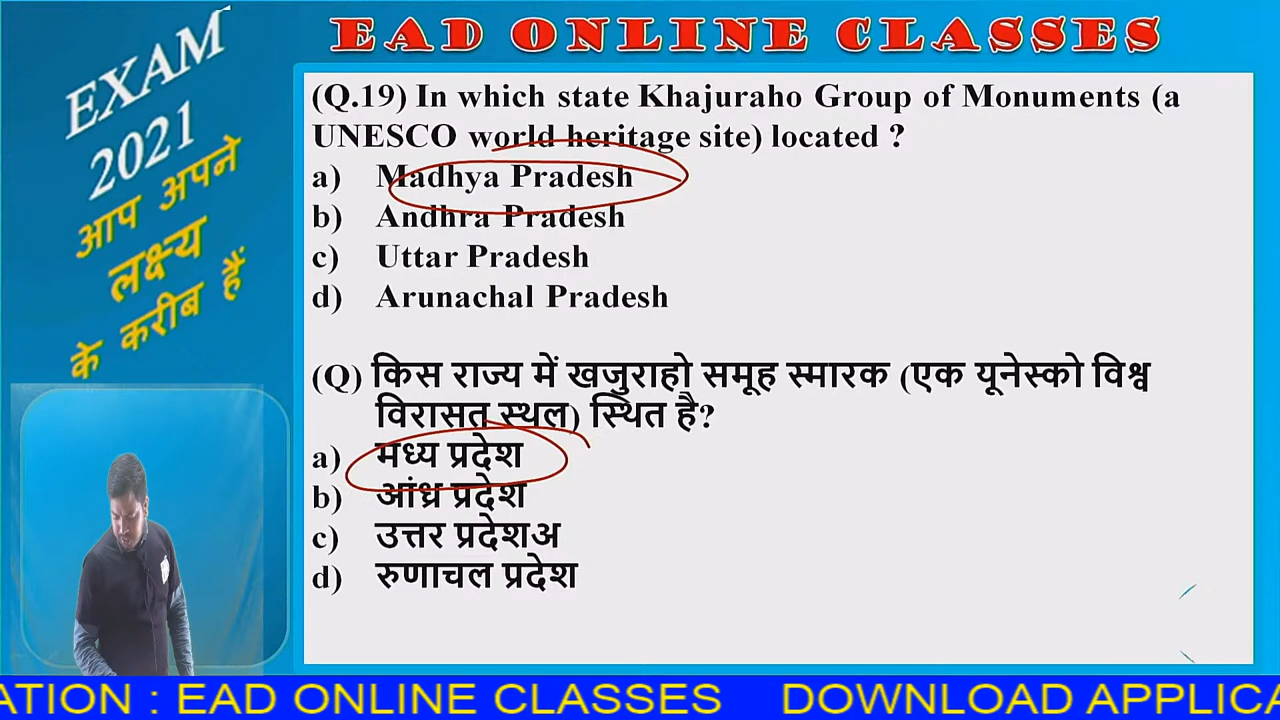 EAD ONLINE CLASSES
EXAM
2021
आप अपने
लक्ष्य
के करीब हैं
(Q.19) In which state Khajuraho Group of Monuments (a
UNESCO world heritage site) located ?
a) Madhya Pradesh
b) Andhra Pradesh
c) Uttar Pradesh
d) Arunachal Pradesh
(Q) किस राज्य में खजुराहो समूह स्मारक (एक यूनेस्को विश्व
विरासत स्थल) स्थित है?
a) मध्य प्रदेश
b) आंध्र प्रदेश
c) उत्तर प्रदेशअ
d) रुणाचल प्रदेश
ATION : EAD ONLINE CLASSES DOWNLOAD APPLICA